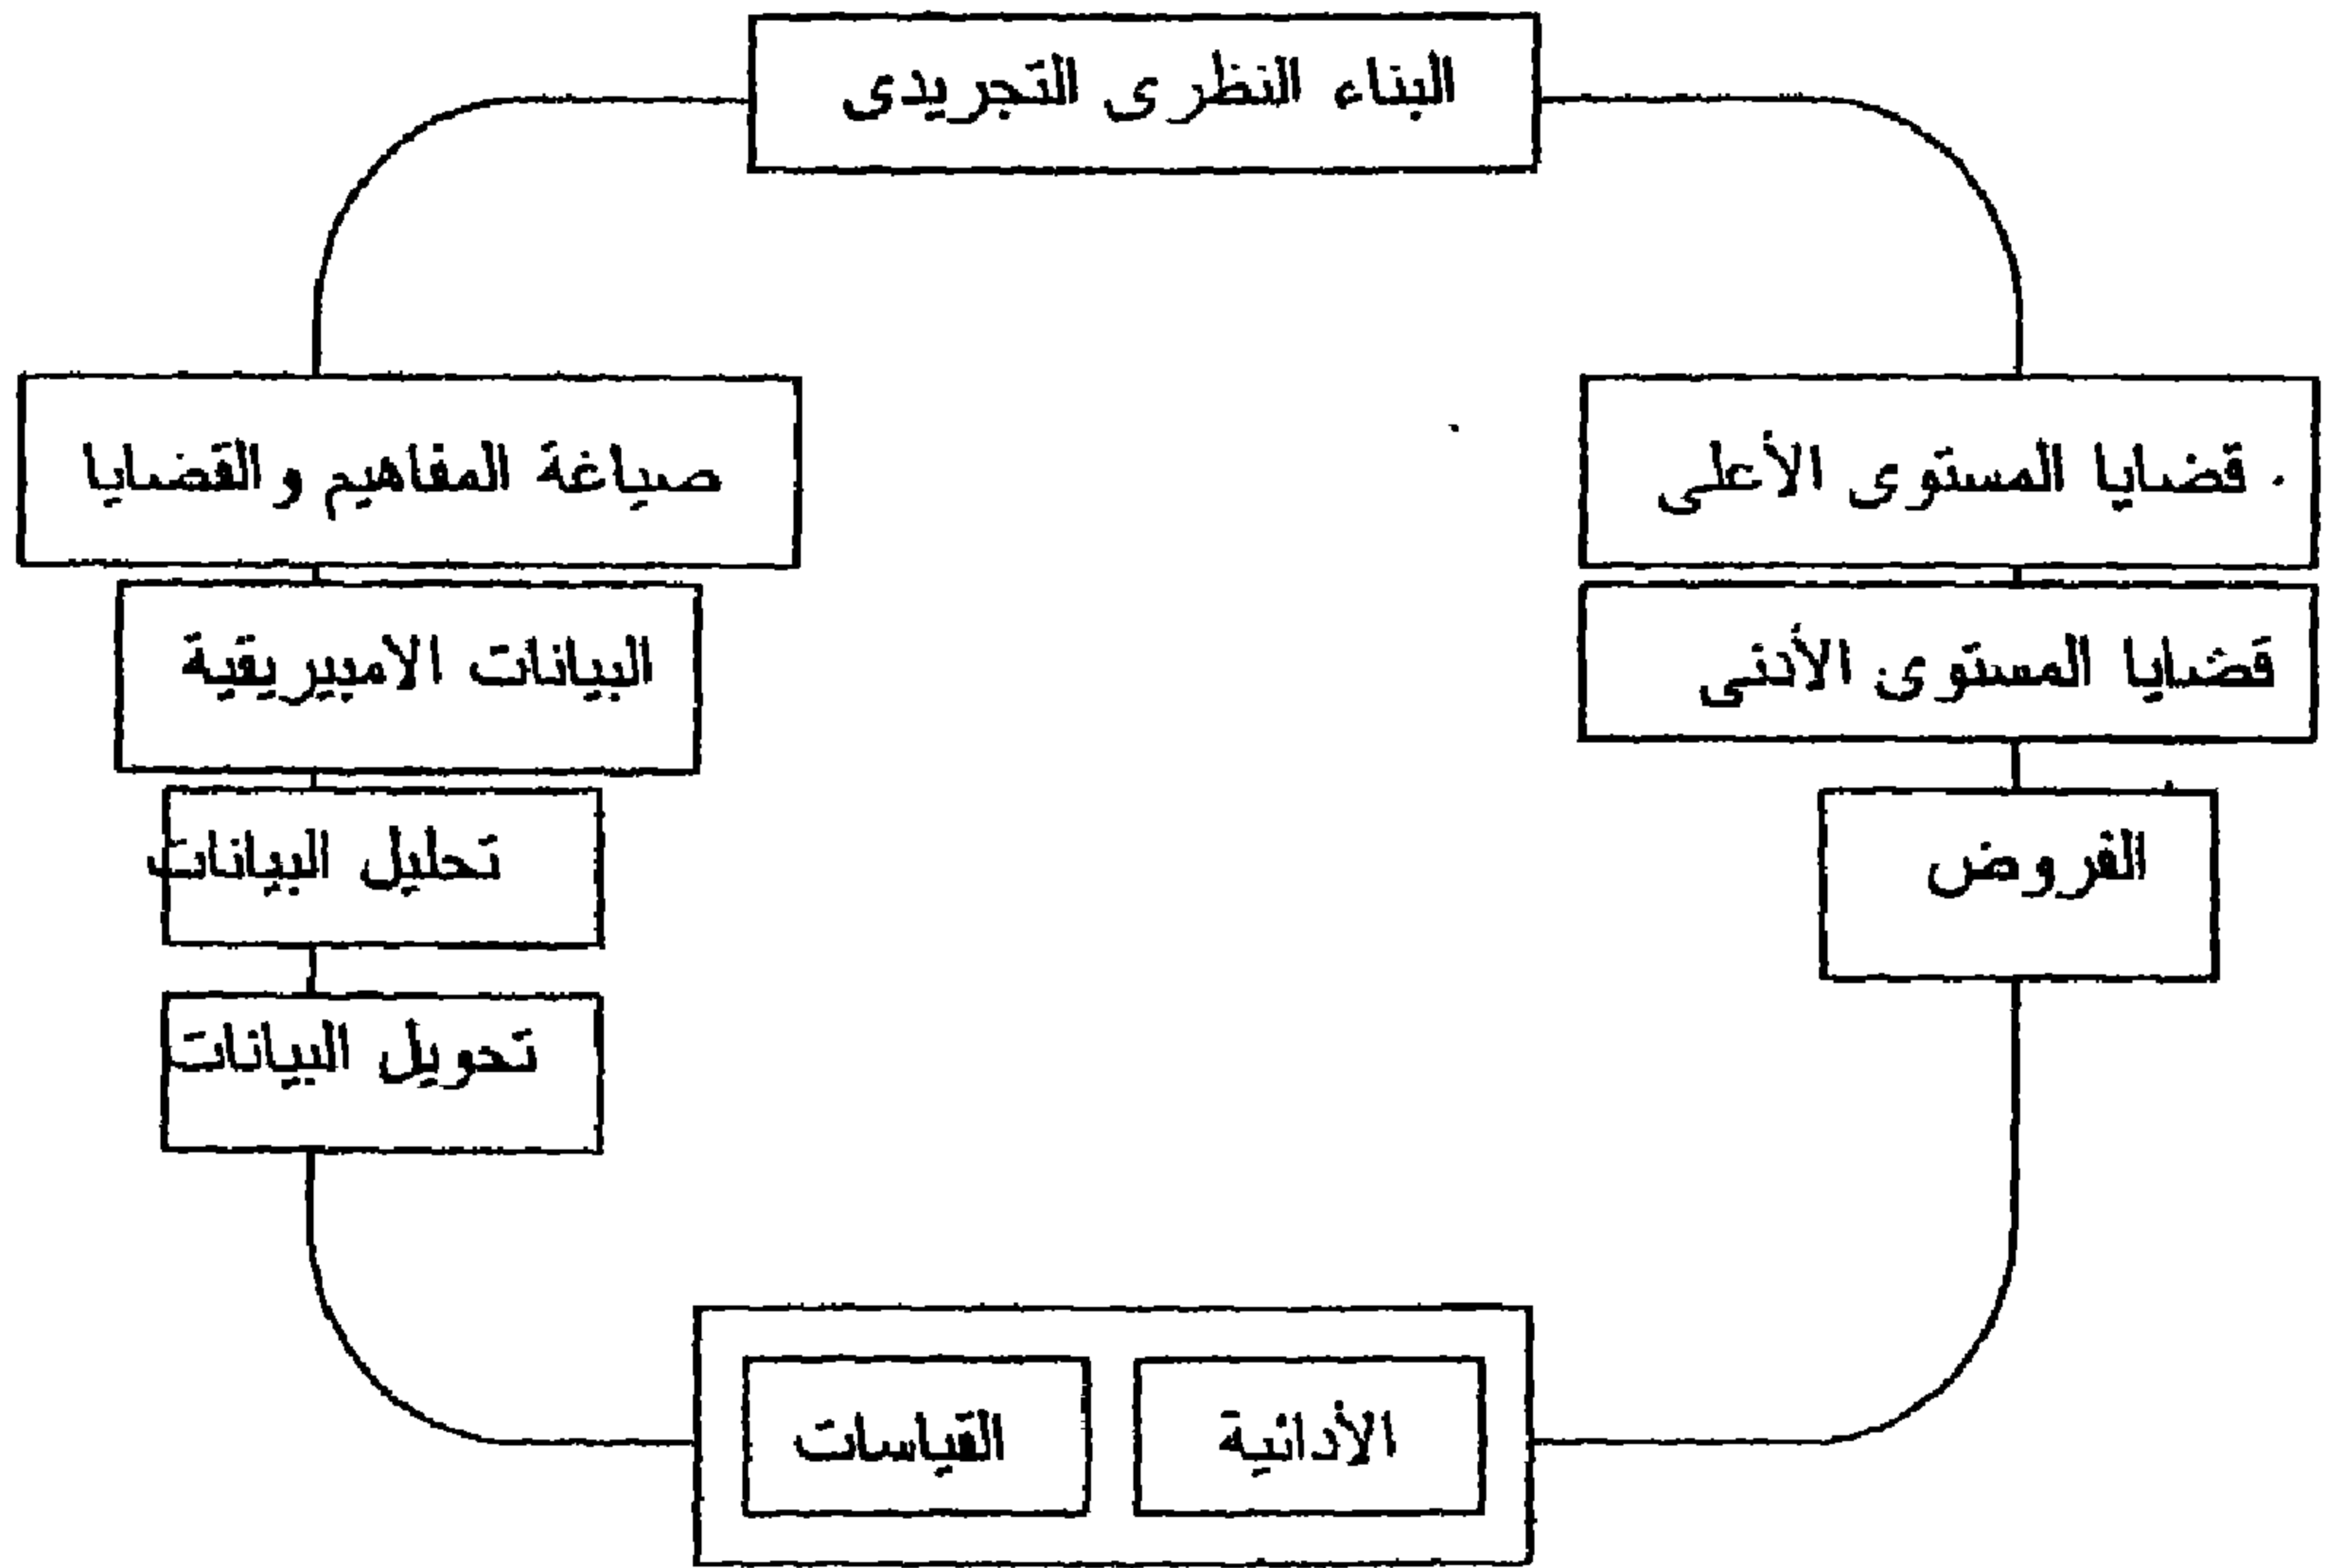 البناء النظرى التجريدى
قضايا المستوى الأعلى
صياغة المفاهيم والقضايا
قضايا المستوى الأدنى
البيانات الامبيريقية
الفروض
تحليل البيانات
تحويل البيانات
الأدائية
القياسات